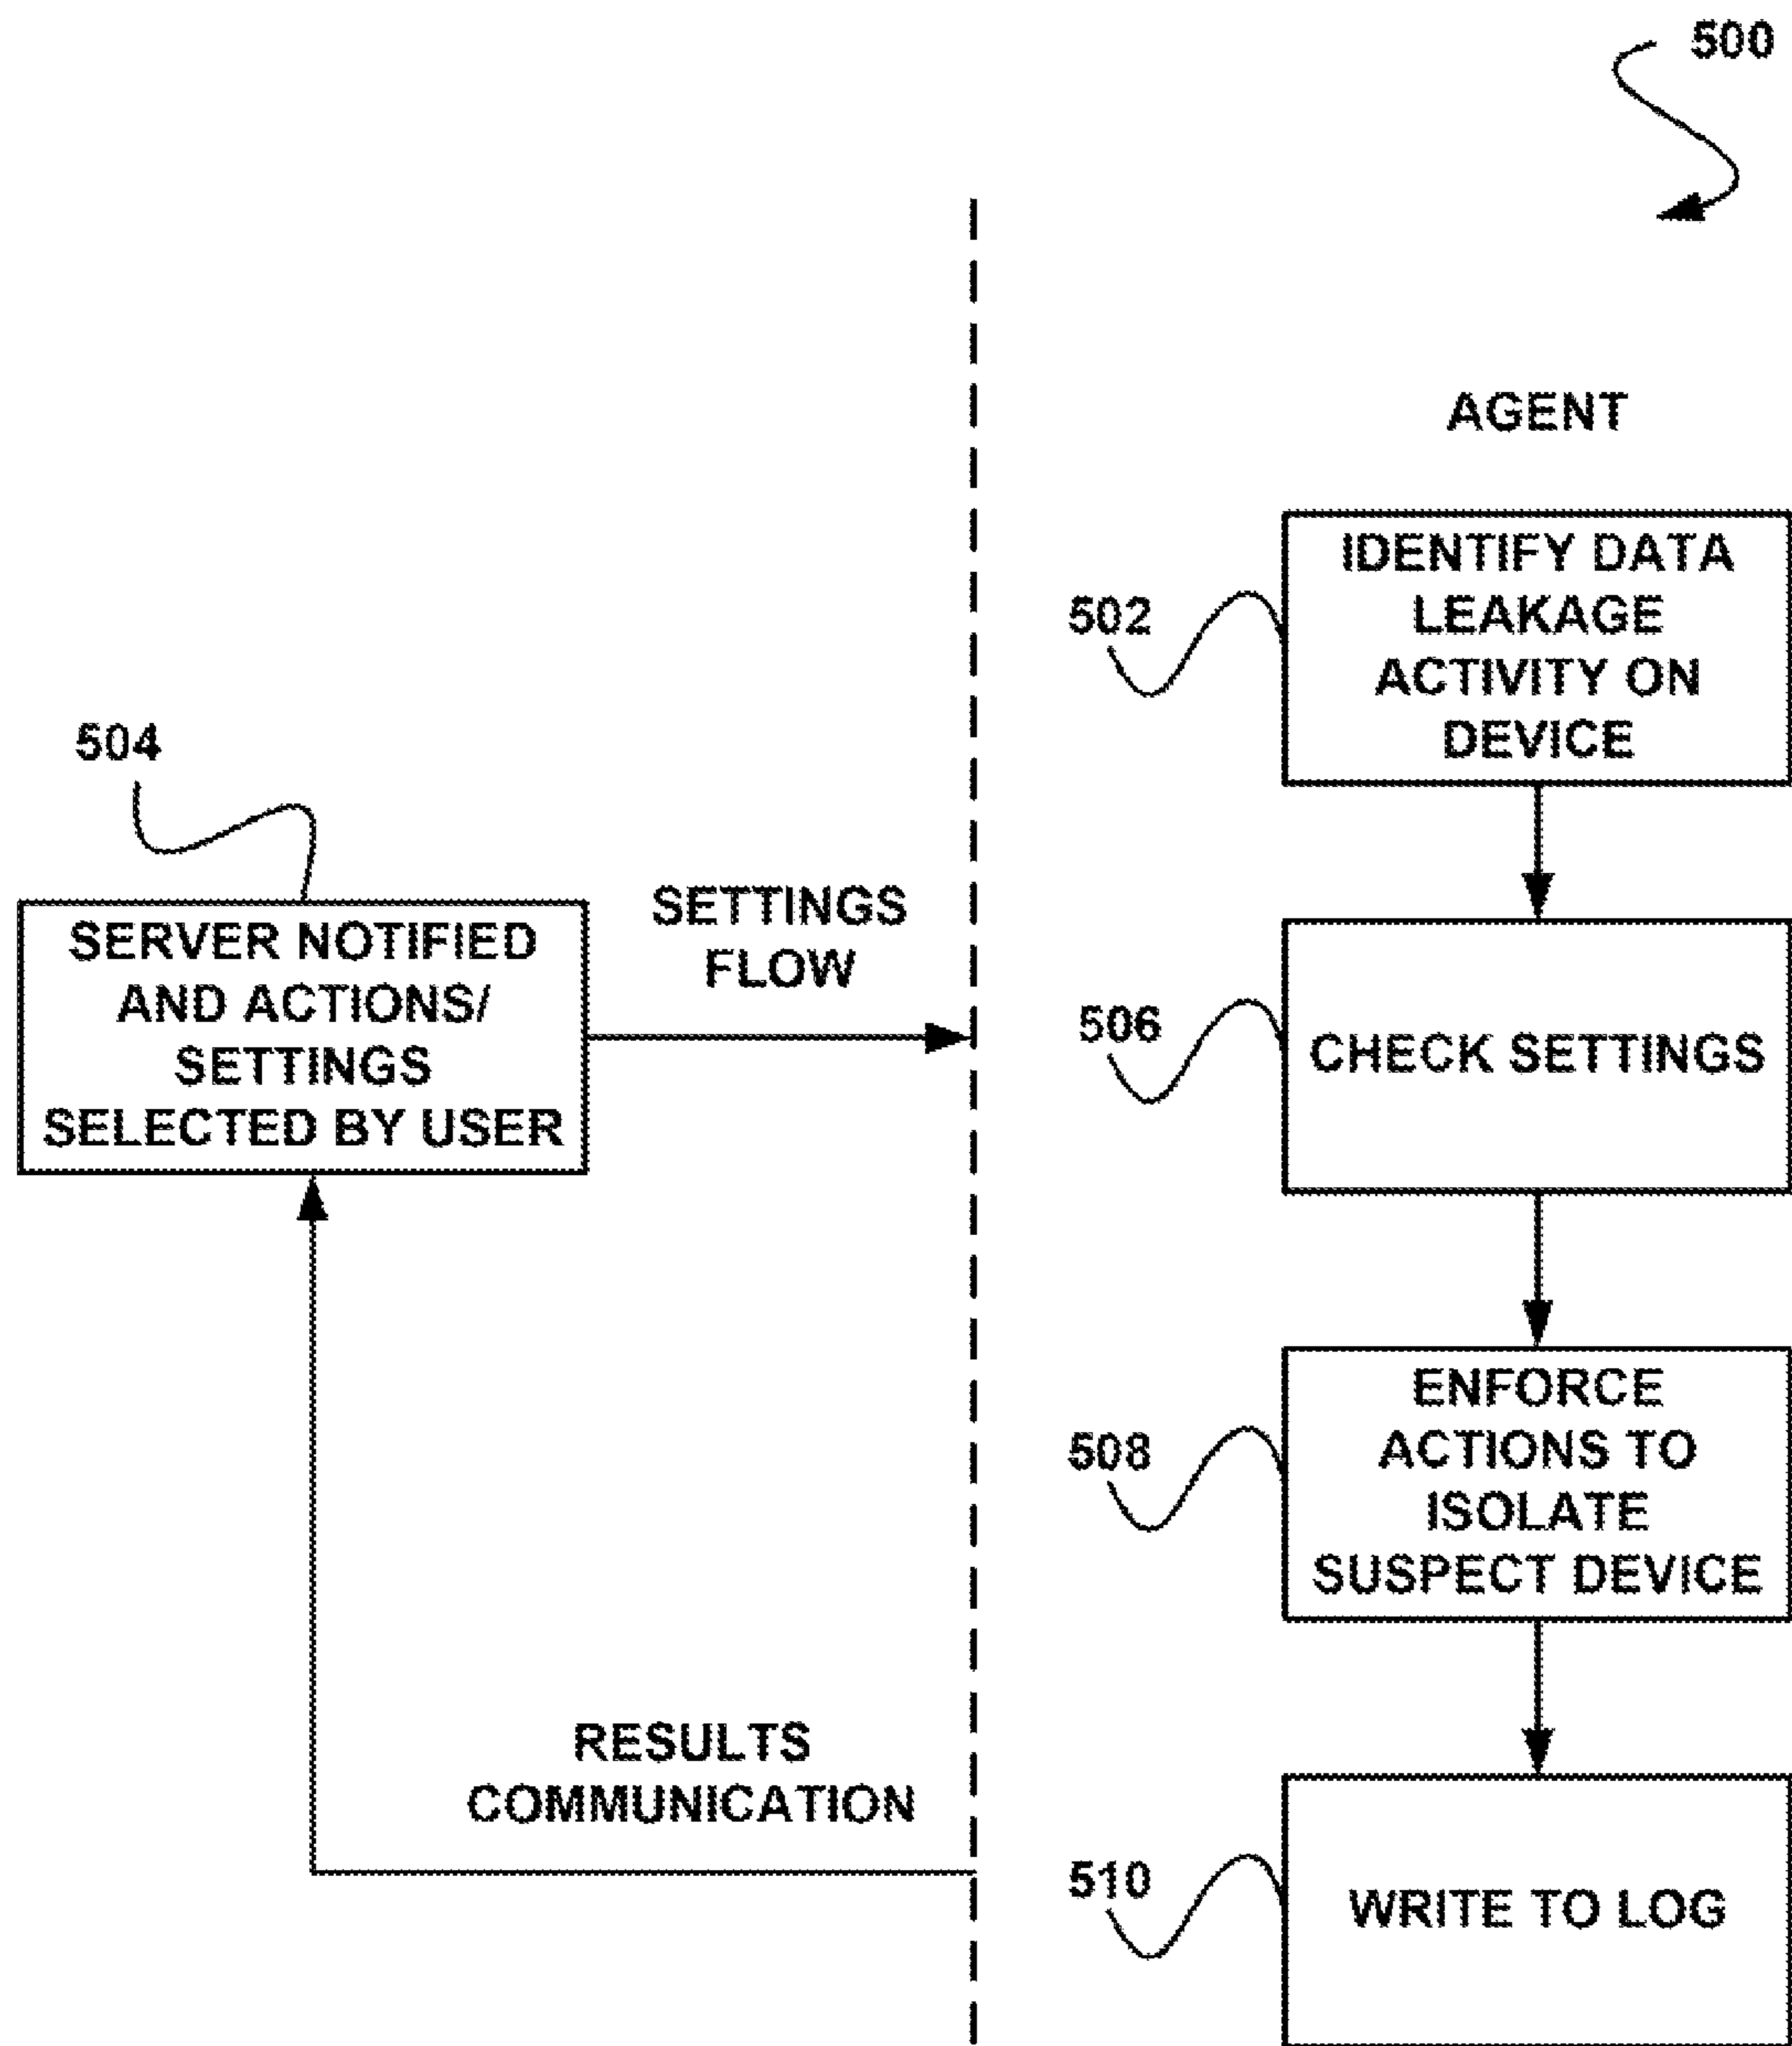 500
AGENT
502
IDENTIFY DATA
LEAKAGE
ACTIVITY ON
DEVICE
504
SERVER NOTIFIED
AND ACTIONS/
SETTINGS
SELECTED BY USER
SETTINGS
FLOW
506
CHECK SETTINGS
508
ENFORCE
ACTIONS TO
ISOLATE
SUSPECT DEVICE
RESULTS
COMMUNICATION
510
WRITE TO LOG